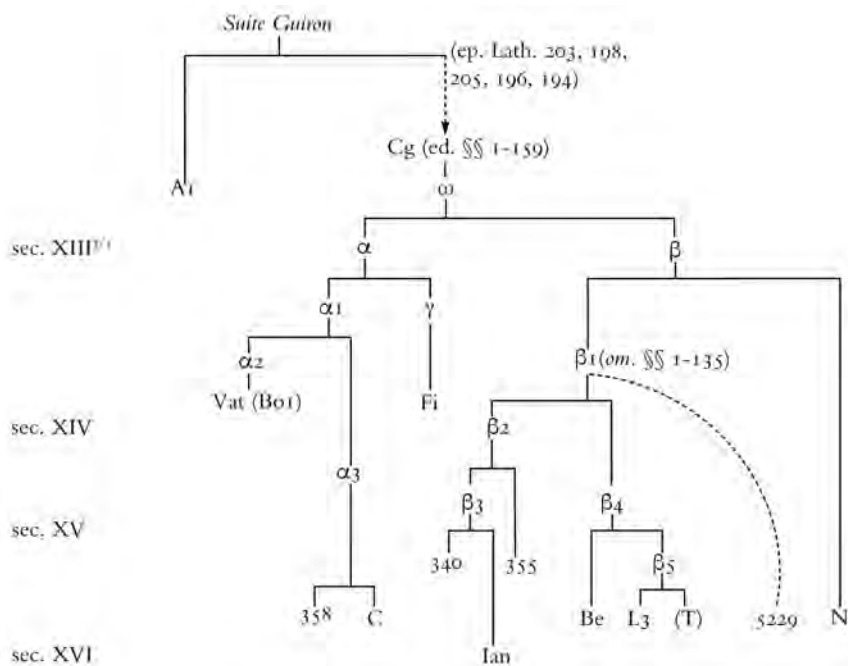 Suite Guiron
(ep. Lath. 203, 198,
205, 196, 194)
Cg (ed. §§ 1-159)
A1
ω
sec. XIII
α
β
α1
γ
α2
β1(om. §§ 1-135)
Vat (Bo1)
Fi
sec. XIV
β2
α3
β3
β4
sec. XV
340
355
β5
358
C
Be
L3
(T)
5229
N
sec. XVI
Ian